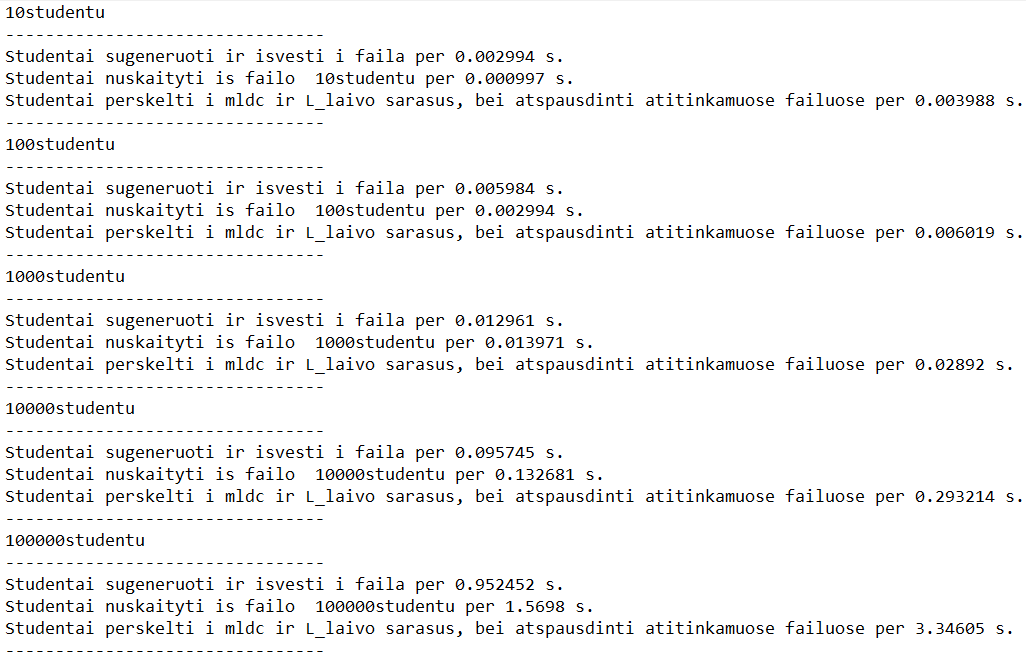 10studentu
--------------------------------
Studentai sugeneruoti ir isvesti i faila per 0.002994 s.
Studentai nuskaityti is failo  10studentu per 0.000997 s.
Studentai perskelti i mldc ir L_laivo sarasus, bei atspausdinti atitinkamuose failuose per 0.003988 s.
--------------------------------
100studentu
--------------------------------
Studentai sugeneruoti ir isvesti i faila per 0.005984 s.
Studentai nuskaityti is failo  100studentu per 0.002994 s.
Studentai perskelti i mldc ir L_laivo sarasus, bei atspausdinti atitinkamuose failuose per 0.006019 s.
--------------------------------
1000studentu
--------------------------------
Studentai sugeneruoti ir isvesti i faila per 0.012961 s.
Studentai nuskaityti is failo  1000studentu per 0.013971 s.
Studentai perskelti i mldc ir L_laivo sarasus, bei atspausdinti atitinkamuose failuose per 0.02892 s.
--------------------------------
10000studentu
--------------------------------
Studentai sugeneruoti ir isvesti i faila per 0.095745 s.
Studentai nuskaityti is failo  10000studentu per 0.132681 s.
Studentai perskelti i mldc ir L_laivo sarasus, bei atspausdinti atitinkamuose failuose per 0.293214 s.
--------------------------------
100000studentu
--------------------------------
Studentai sugeneruoti ir isvesti i faila per 0.952452 s.
Studentai nuskaityti is failo  100000studentu per 1.5698 s.
Studentai perskelti i mldc ir L_laivo sarasus, bei atspausdinti atitinkamuose failuose per 3.34605 s.
--------------------------------